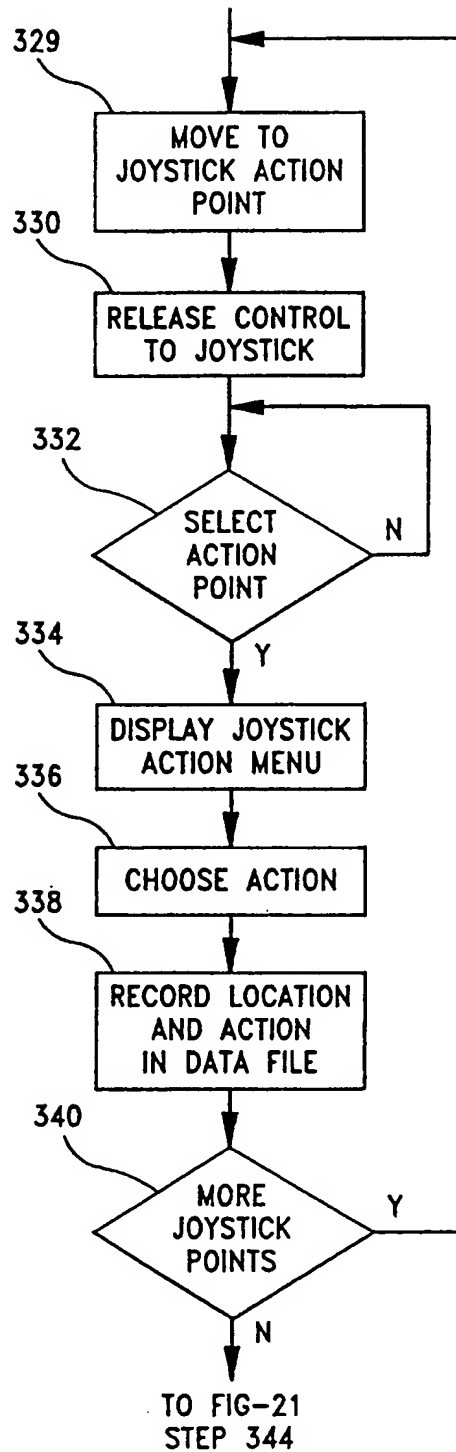 329
MOVE TO
JOYSTICK ACTION
POINT
330
RELEASE CONTROL
TO JOYSTICK
332
SELECT
ACTION
POINT
N
Y
334
DISPLAY JOYSTICK
ACTION MENU
336
CHOOSE ACTION
338
RECORD LOCATION
AND ACTION
IN DATA FILE
340
MORE
JOYSTICK
POINTS
Y
N
TO FIG-21
STEP 344